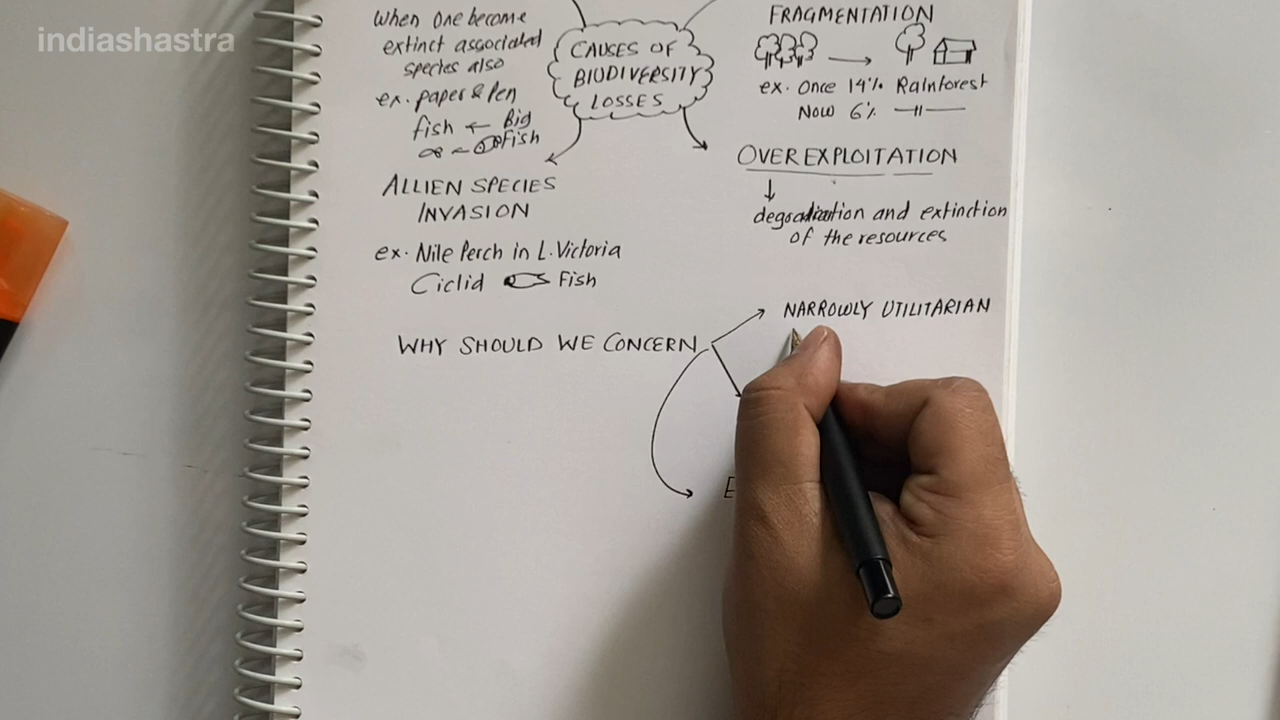 indiashastra
When one become
extinct associated
species also
ex. paper & Pen
fish ← Big
← Fish
CAUSES OF
BIODIVERSITY
LOSSES
FRAGMENTATION
ex. Once 14% Rainforest
Now 6% —11—
OVEREXPLOITATION
and extinction
of the resources
ALLIEN SPECIES
INVASION
ex. Nile Perch in L. Victoria
Ciclid Fish
WHY SHOULD WE CONCERN
NARROWLY UTILITARIAN
E